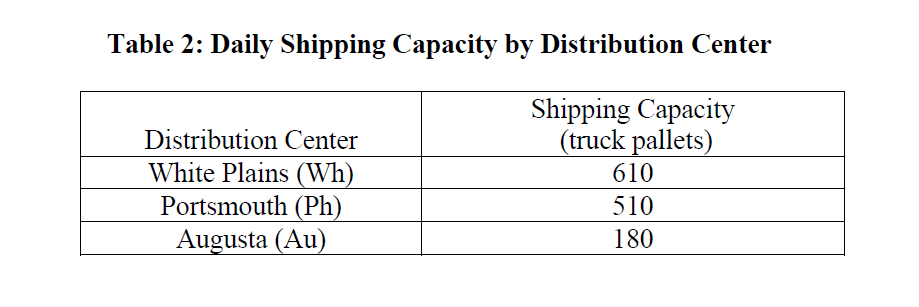 Table 2: Daily Shipping Capacity by Distribution Center
Distribution Center Shipping Capacity (truck pallets)
White Plains (Wh) 610
Portsmouth (Ph) 510
Augusta (Au) 180